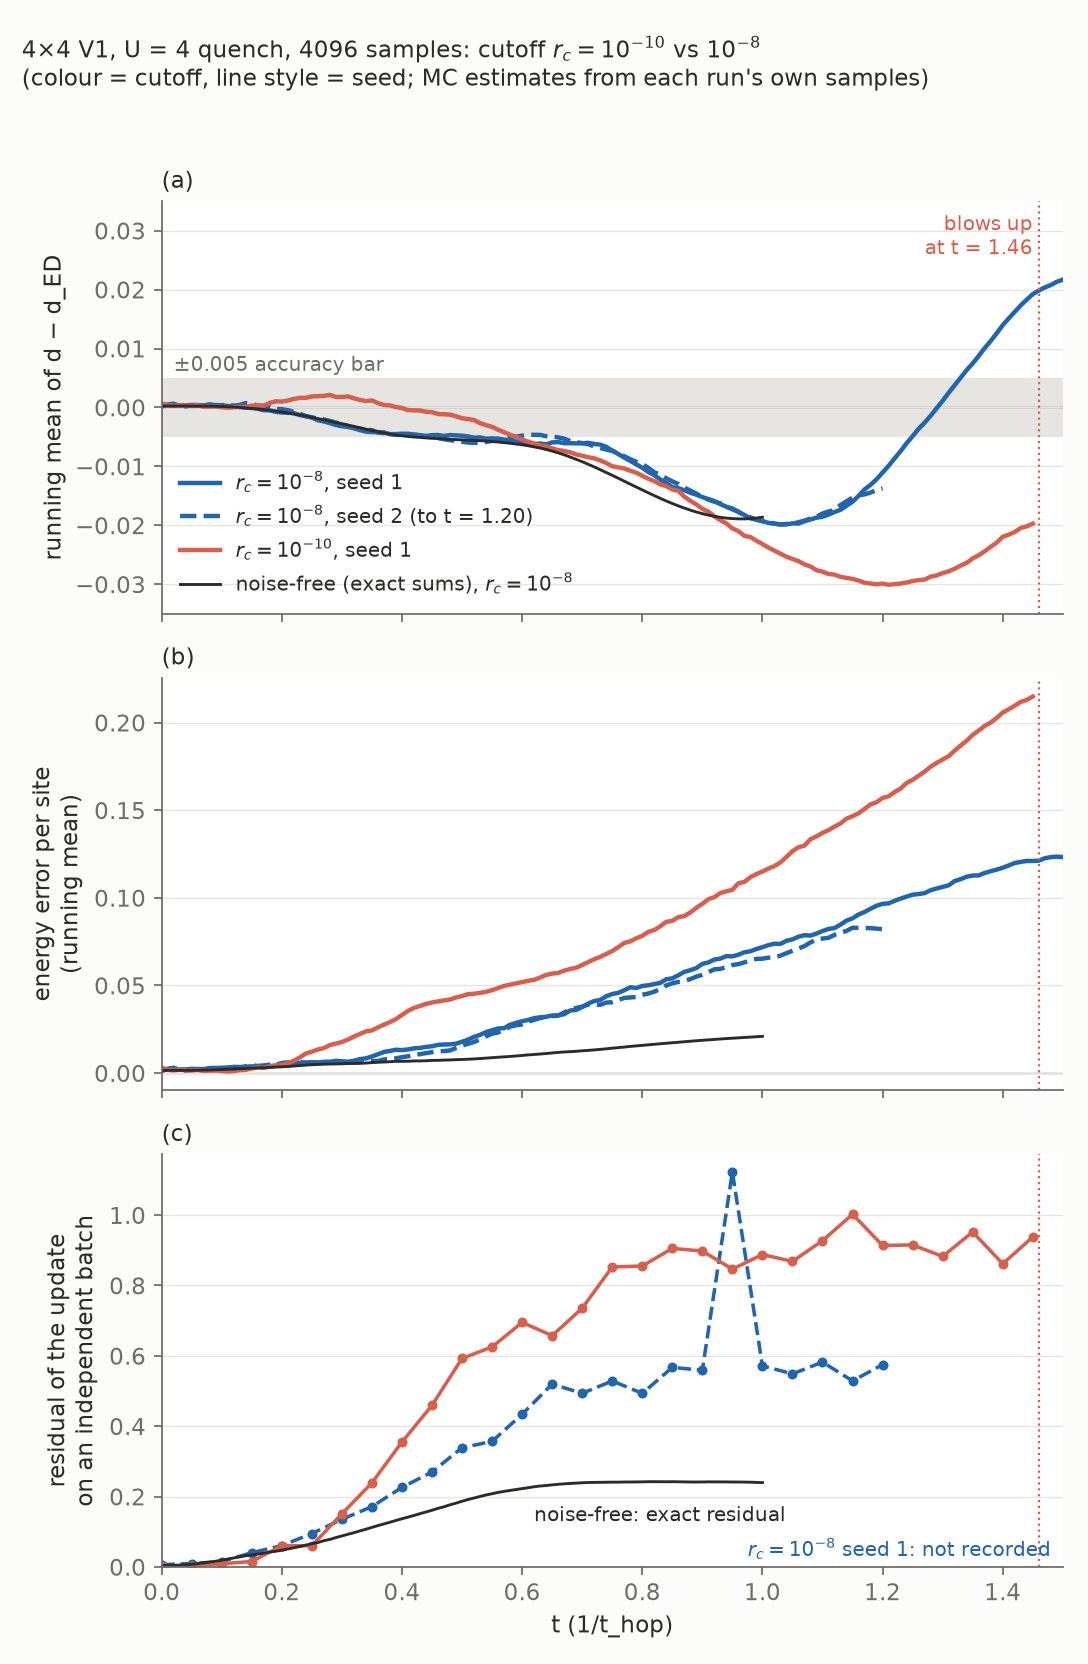 4×4 V1, U = 4 quench, 4096 samples: cutoff r_c = 10⁻¹⁰ vs 10⁻⁸
(colour = cutoff, line style = seed; MC estimates from each run's own samples)
(a)
running mean of d − d_ED
0.03
0.02
0.01
0.00
−0.01
−0.02
−0.03
blows up
at t = 1.46
±0.005 accuracy bar
r_c = 10⁻⁸, seed 1
r_c = 10⁻⁸, seed 2 (to t = 1.20)
r_c = 10⁻¹⁰, seed 1
noise-free (exact sums), r_c = 10⁻⁸
(b)
energy error per site
(running mean)
0.20
0.15
0.10
0.05
0.00
(c)
residual of the update
on an independent batch
1.0
0.8
0.6
0.4
0.2
0.0
noise-free: exact residual
r_c = 10⁻⁸ seed 1: not recorded
0.0 0.2 0.4 0.6 0.8 1.0 1.2 1.4
t (1/t_hop)